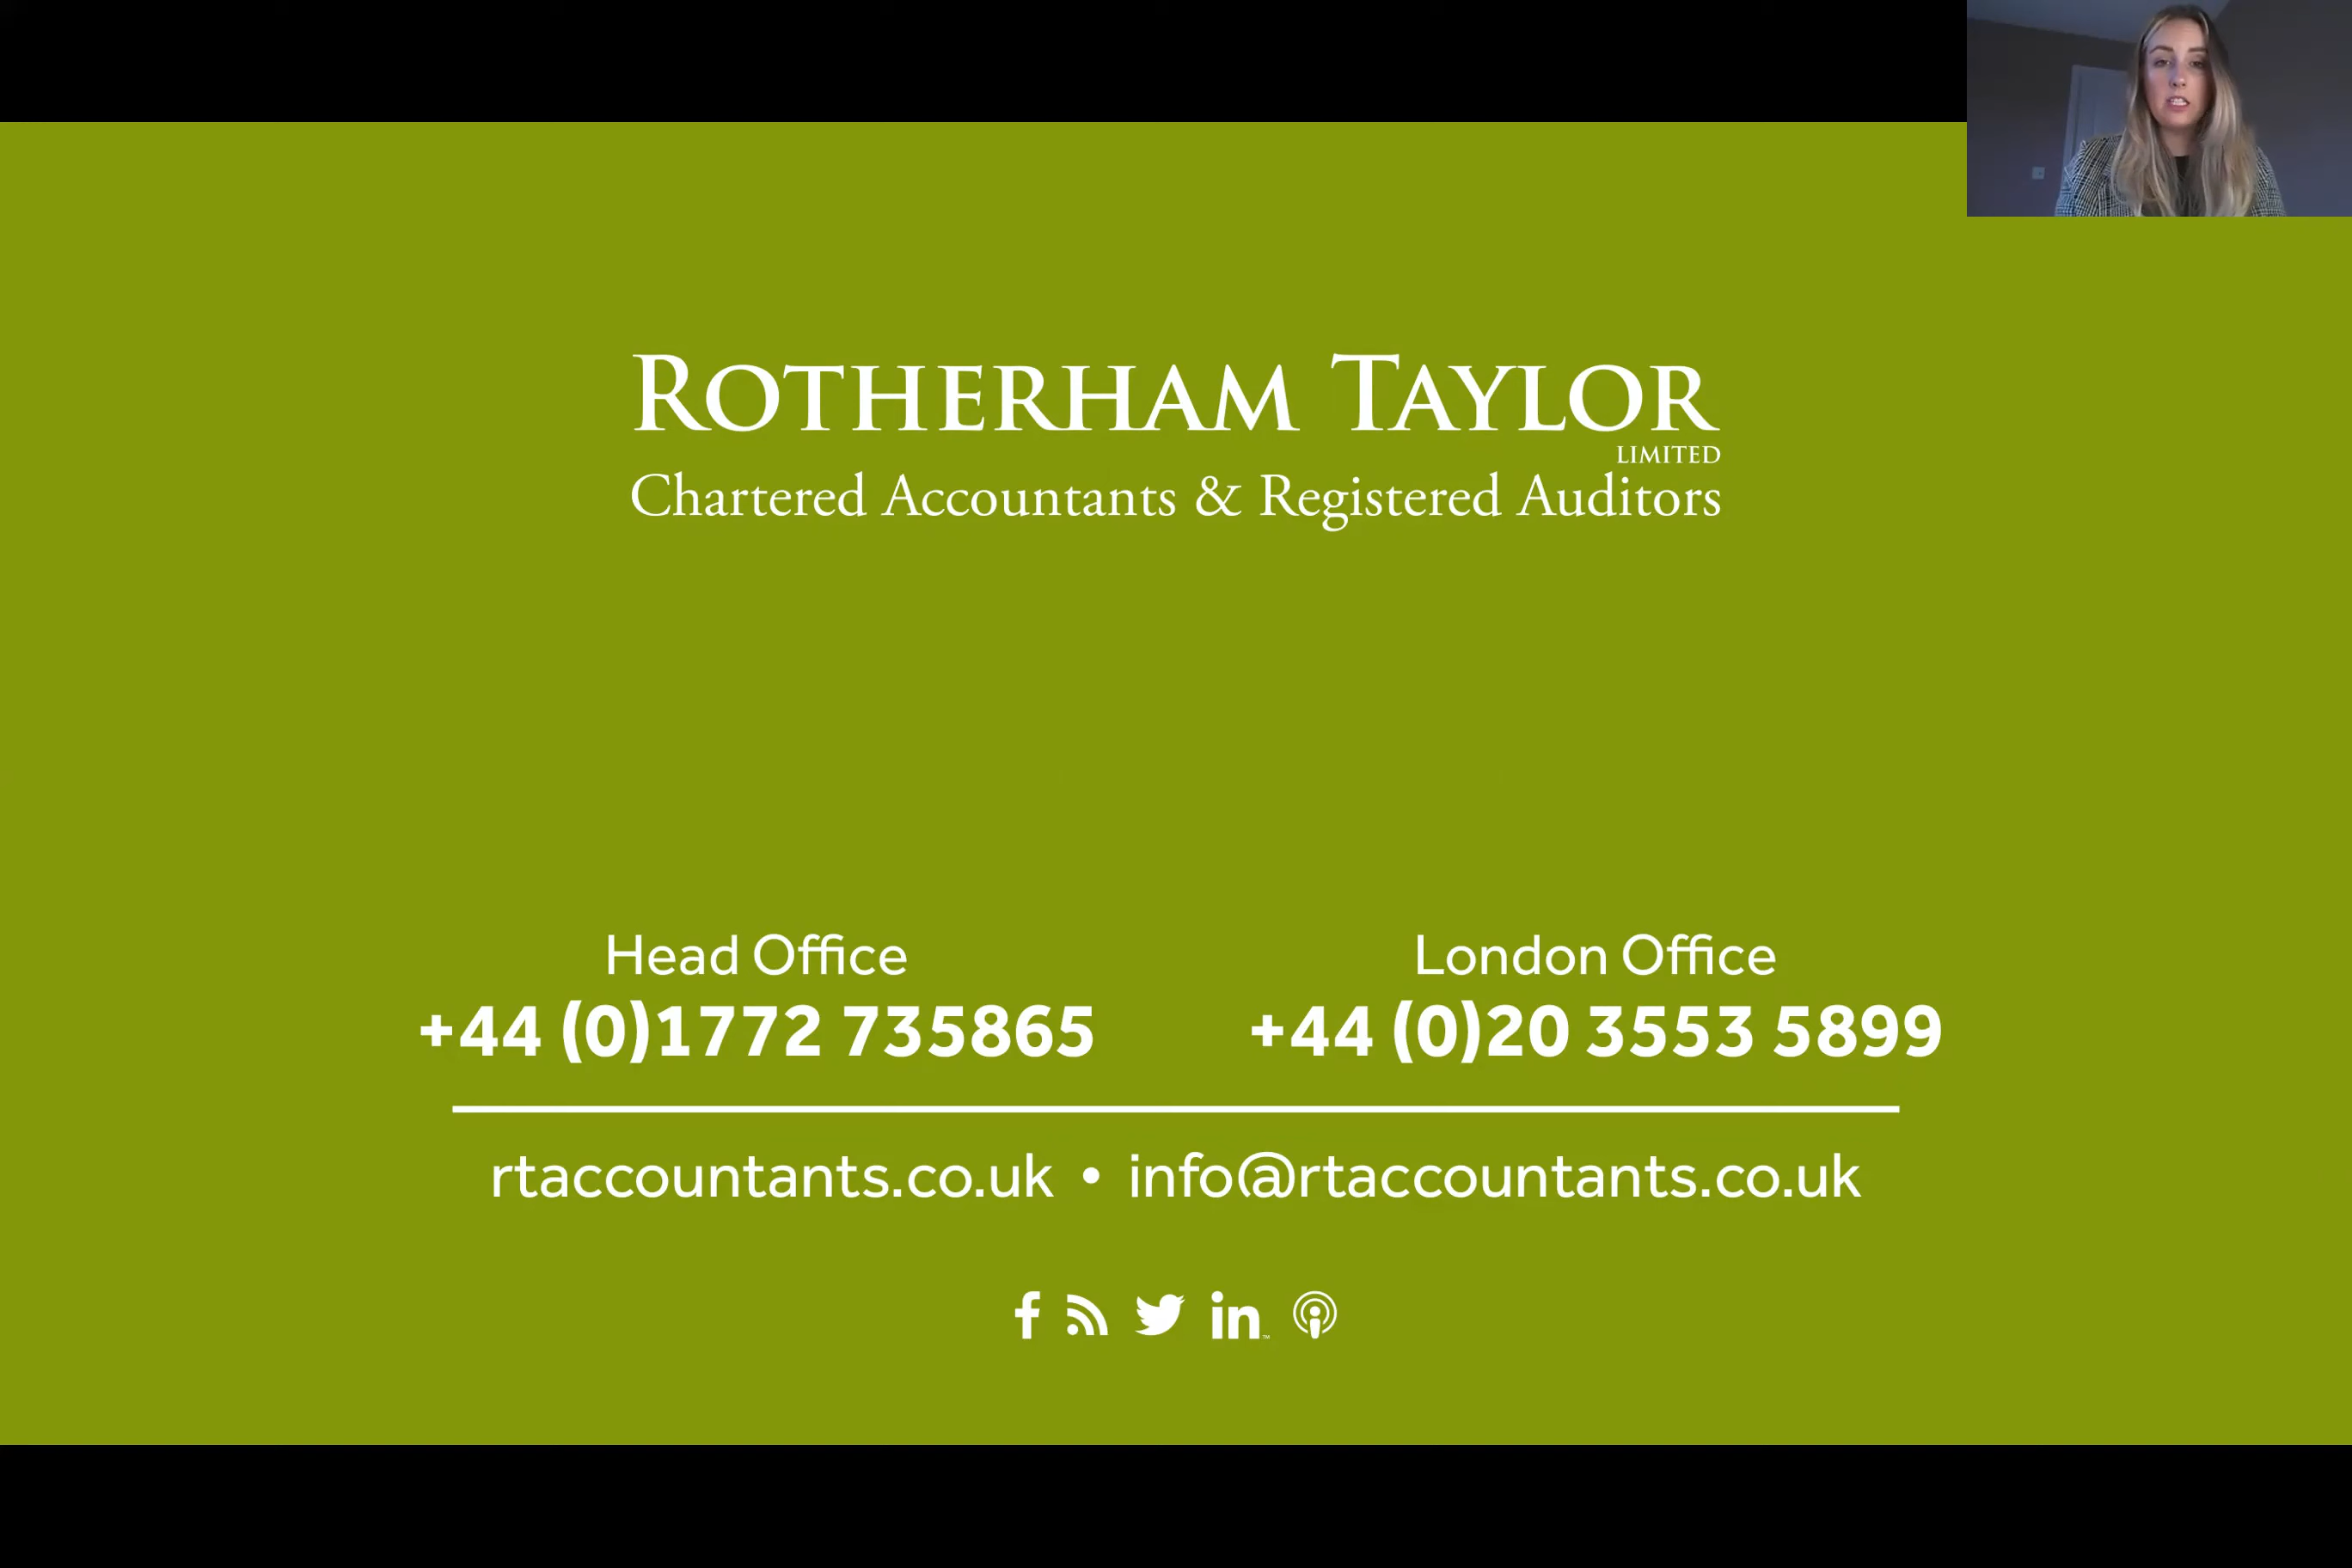 ROTHERHAM TAYLOR
LIMITED
Chartered Accountants & Registered Auditors
Head Office
+44 (0)1772 735865
London Office
+44 (0)20 3553 5899
rtaccountants.co.uk • info@rtaccountants.co.uk